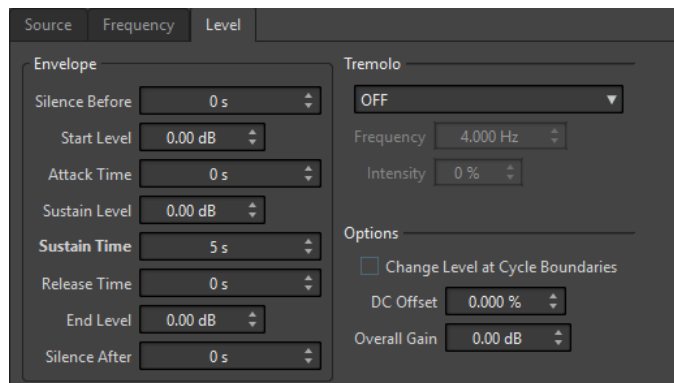 Source Frequency Level
Envelope
Silence Before 0 s
Start Level 0.00 dB
Attack Time 0 s
Sustain Level 0.00 dB
Sustain Time 5 s
Release Time 0 s
End Level 0.00 dB
Silence After 0 s
Tremolo
OFF
Frequency 4.000 Hz
Intensity 0 %
Options
Change Level at Cycle Boundaries
DC Offset 0.000 %
Overall Gain 0.00 dB